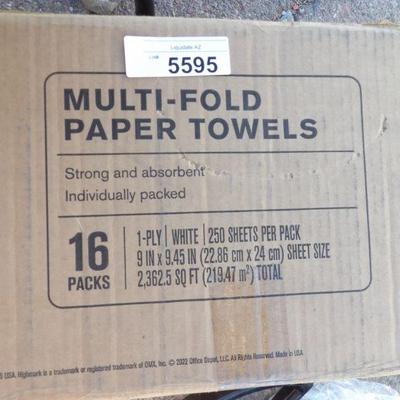 Liquidate AZ
Lot#
5595
MULTI-FOLD
PAPER TOWELS
Strong and absorbent
Individually packed
16
PACKS
1-PLY | WHITE | 250 SHEETS PER PACK
9 IN x 9.45 IN (22.86 cm x 24 cm) SHEET SIZE
2,362.5 SQ FT (219.47 m²) TOTAL
USA. Highmark is a trademark or registered trademark of OMX, Inc. © 2022 Office Depot, LLC. All Rights Reserved. Made in USA